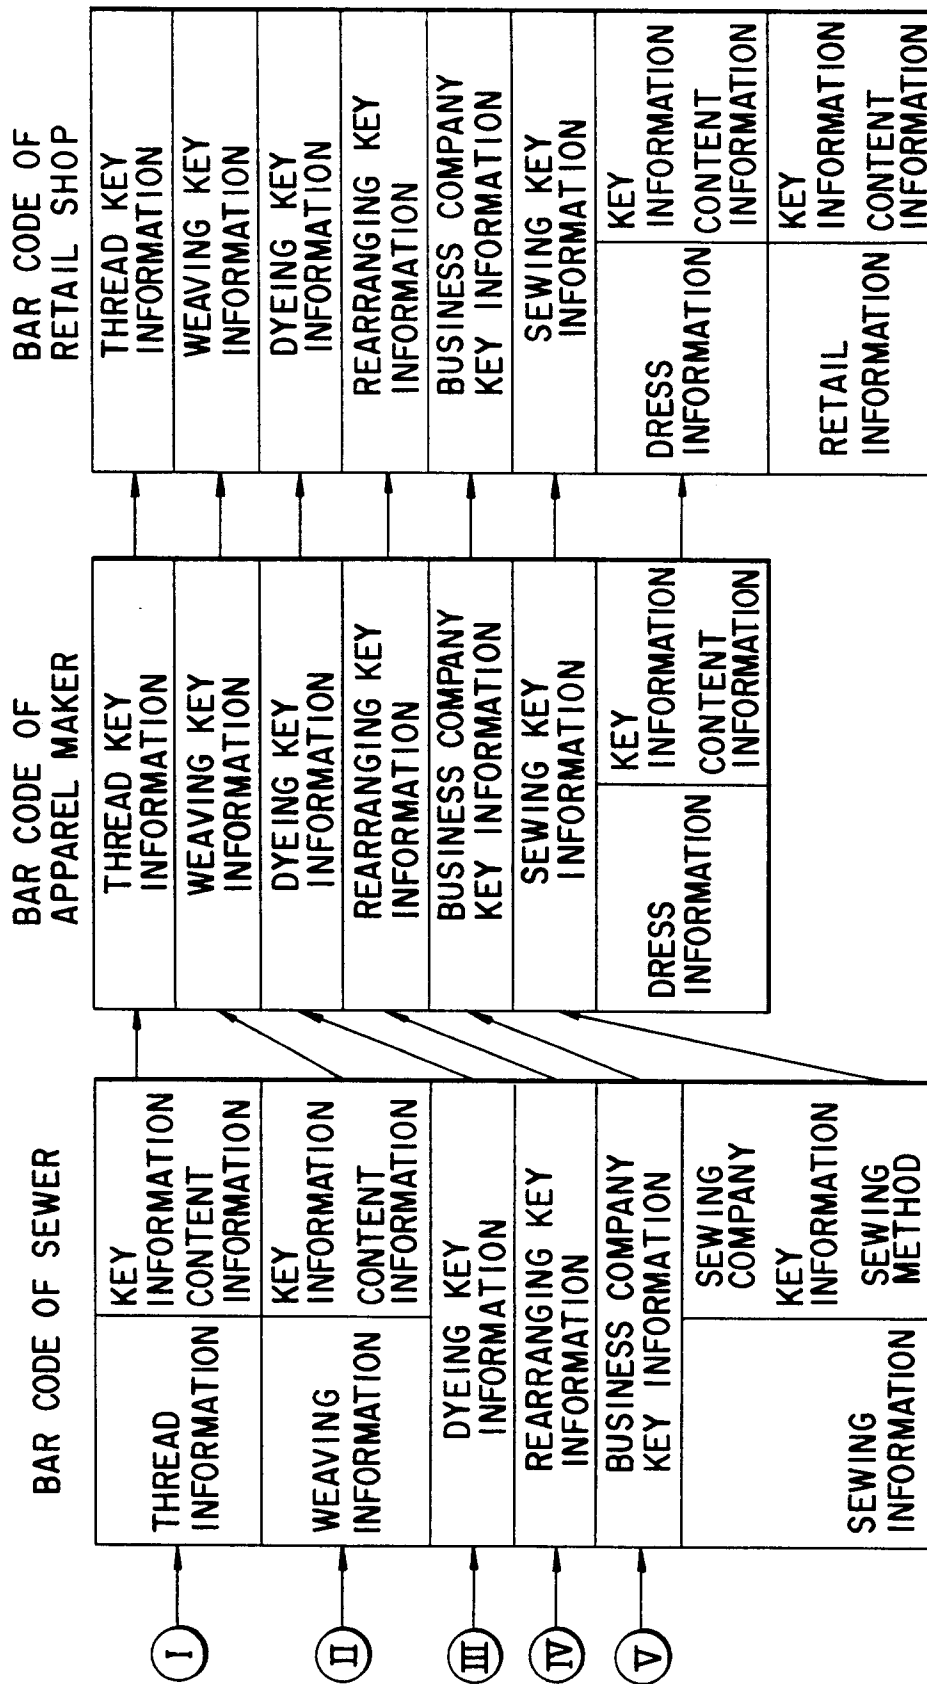 BAR CODE OF SEWER
I
THREAD
INFORMATION
KEY
INFORMATION
CONTENT
INFORMATION
II
WEAVING
INFORMATION
KEY
INFORMATION
CONTENT
INFORMATION
III
DYEING KEY
INFORMATION
IV
REARRANGING KEY
INFORMATION
V
BUSINESS COMPANY
KEY INFORMATION
SEWING
INFORMATION
SEWING
COMPANY
KEY
INFORMATION
SEWING
METHOD
BAR CODE OF
APPAREL MAKER
THREAD KEY
INFORMATION
WEAVING KEY
INFORMATION
DYEING KEY
INFORMATION
REARRANGING KEY
INFORMATION
BUSINESS COMPANY
KEY INFORMATION
SEWING KEY
INFORMATION
DRESS
INFORMATION
KEY
INFORMATION
CONTENT
INFORMATION
BAR CODE OF
RETAIL SHOP
THREAD KEY
INFORMATION
WEAVING KEY
INFORMATION
DYEING KEY
INFORMATION
REARRANGING KEY
INFORMATION
BUSINESS COMPANY
KEY INFORMATION
SEWING KEY
INFORMATION
DRESS
INFORMATION
KEY
INFORMATION
CONTENT
INFORMATION
RETAIL
INFORMATION
KEY
INFORMATION
CONTENT
INFORMATION